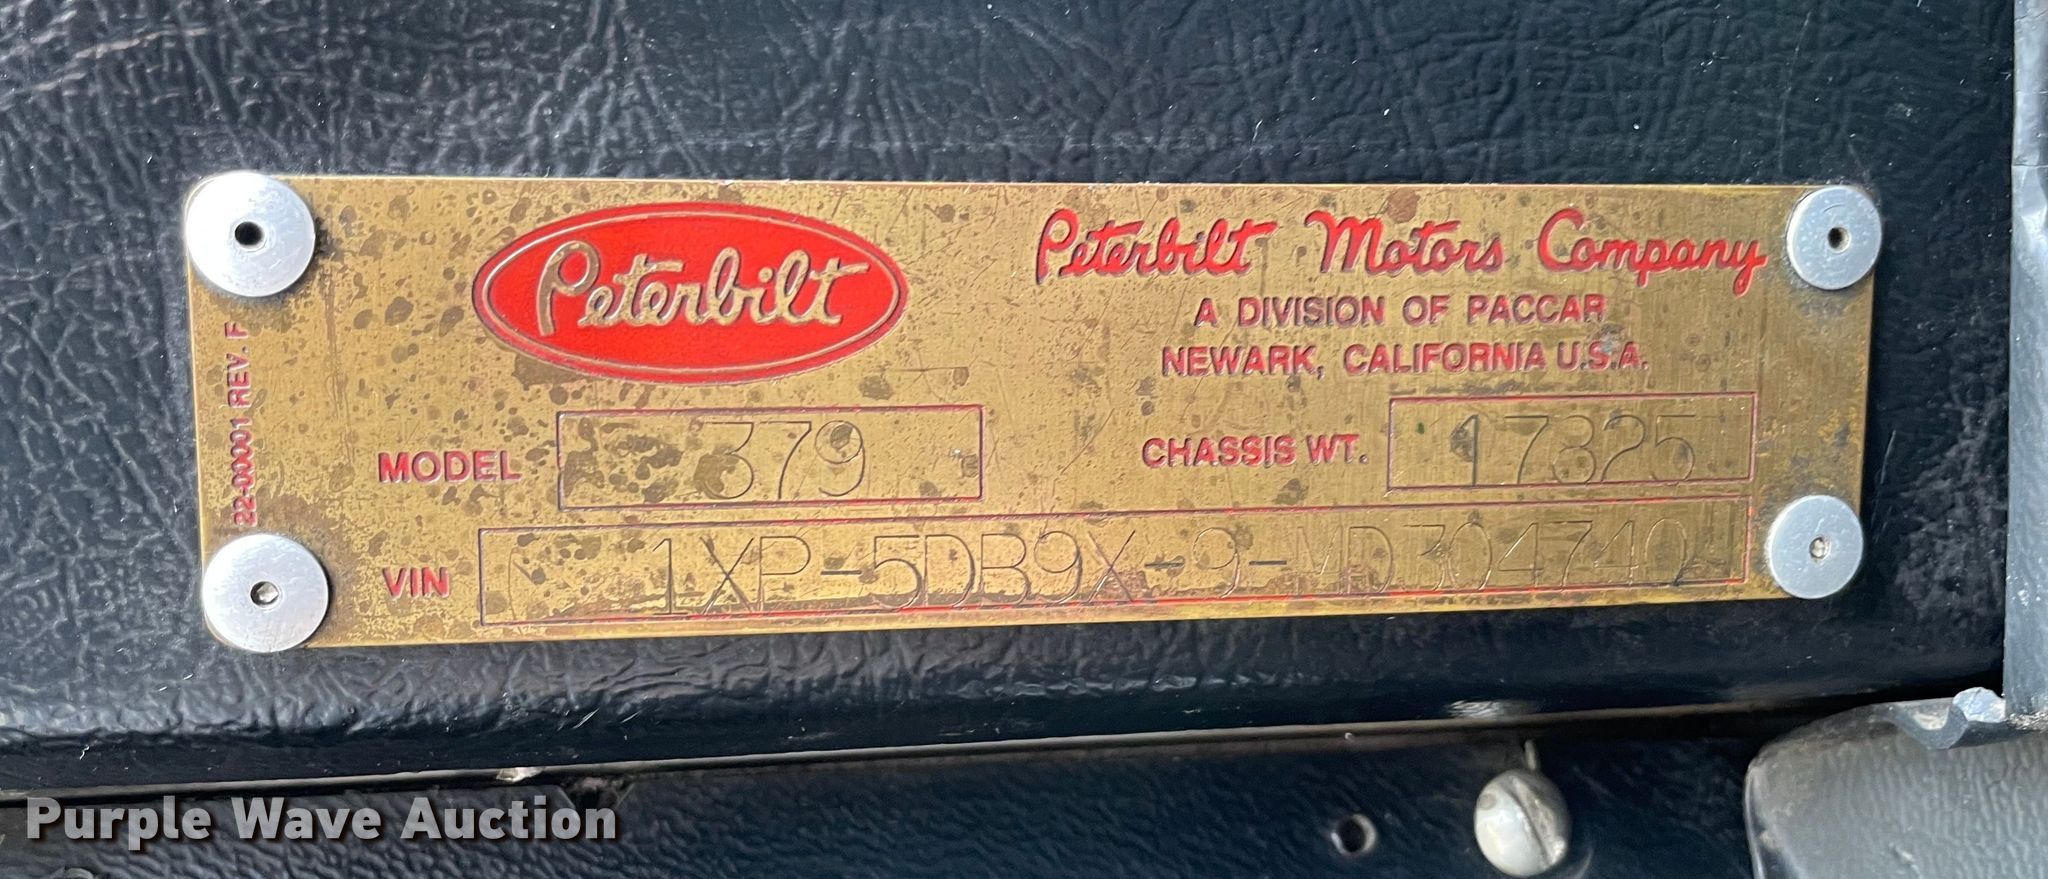 Peterbilt
Peterbilt Motors Company
A DIVISION OF PACCAR
NEWARK, CALIFORNIA U.S.A.
22-00001 REV. F
MODEL 379
CHASSIS WT. 17325
VIN 1XP-5DB9X-9-MD304740
Purple Wave Auction